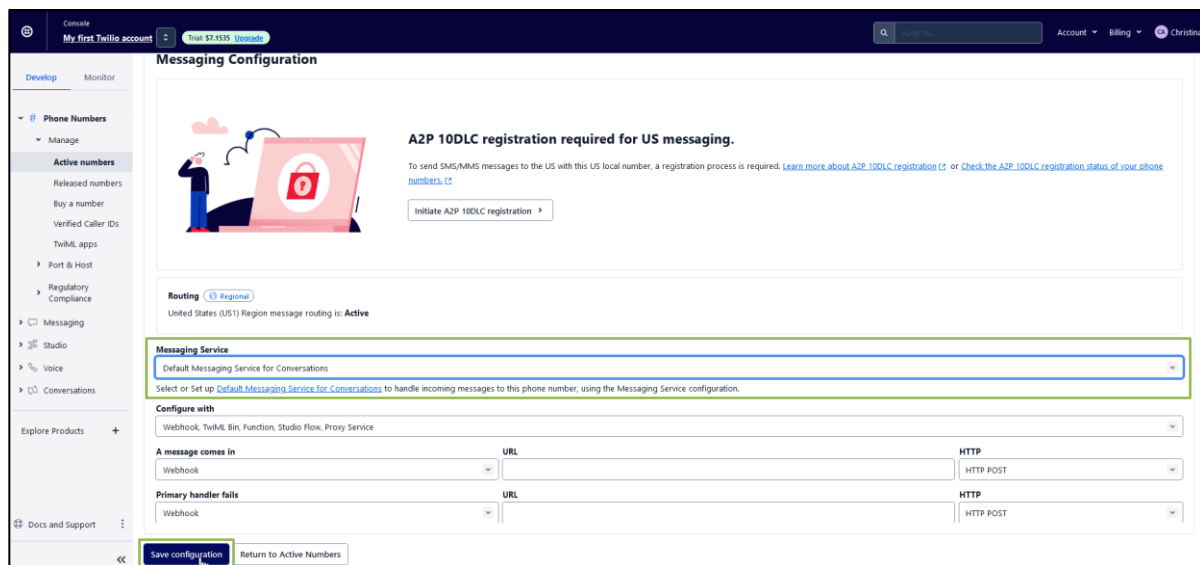 Console
My first Twilio account
Trial: $7.1535 Upgrade
Jump to...
Account
Billing
CA Christina
Develop
Monitor
# Phone Numbers
Manage
Active numbers
Released numbers
Buy a number
Verified Caller IDs
TwiML apps
Port & Host
Regulatory
Compliance
Messaging
Studio
Voice
Conversations
Explore Products +
Docs and Support
Messaging Configuration
A2P 10DLC registration required for US messaging.
To send SMS/MMS messages to the US with this US local number, a registration process is required. Learn more about A2P 10DLC registration or Check the A2P 10DLC registration status of your phone
numbers.
Initiate A2P 10DLC registration
Routing Regional
United States (US1) Region message routing is: Active
Messaging Service
Default Messaging Service for Conversations
Select or Set up Default Messaging Service for Conversations to handle incoming messages to this phone number, using the Messaging Service configuration.
Configure with
Webhook, TwiML Bin, Function, Studio Flow, Proxy Service
A message comes in URL HTTP
Webhook HTTP POST
Primary handler fails URL HTTP
Webhook HTTP POST
Save configuration Return to Active Numbers